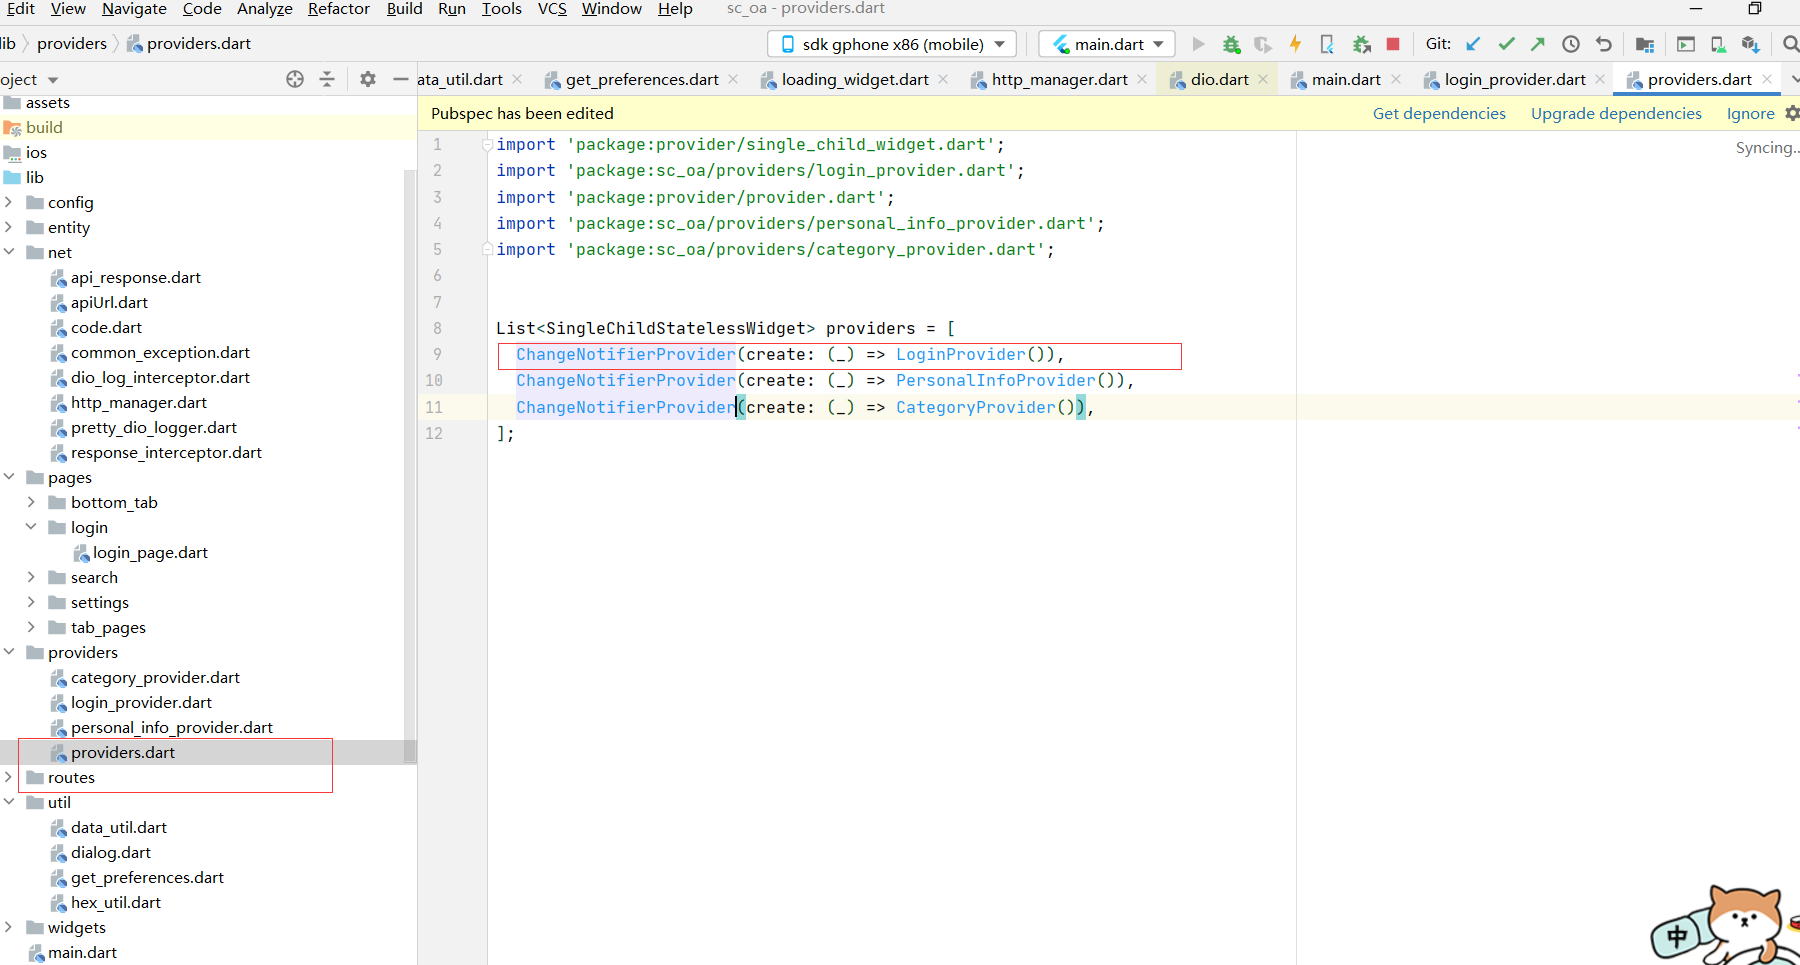 Edit View Navigate Code Analyze Refactor Build Run Tools VCS Window Help sc_oa - providers.dart
lib providers providers.dart sdk gphone x86 (mobile) main.dart Git:
oject
ata_util.dart get_preferences.dart loading_widget.dart http_manager.dart dio.dart main.dart login_provider.dart providers.dart
Pubspec has been edited Get dependencies Upgrade dependencies Ignore
Syncing...
assets
build
ios
lib
config
entity
net
api_response.dart
apiUrl.dart
code.dart
common_exception.dart
dio_log_interceptor.dart
http_manager.dart
pretty_dio_logger.dart
response_interceptor.dart
pages
bottom_tab
login
login_page.dart
search
settings
tab_pages
providers
category_provider.dart
login_provider.dart
personal_info_provider.dart
providers.dart
routes
util
data_util.dart
dialog.dart
get_preferences.dart
hex_util.dart
widgets
main.dart
1 import 'package:provider/single_child_widget.dart';
2 import 'package:sc_oa/providers/login_provider.dart';
3 import 'package:provider/provider.dart';
4 import 'package:sc_oa/providers/personal_info_provider.dart';
5 import 'package:sc_oa/providers/category_provider.dart';
6
7
8 List<SingleChildStatelessWidget> providers = [
9 ChangeNotifierProvider(create: (_) => LoginProvider()),
10 ChangeNotifierProvider(create: (_) => PersonalInfoProvider()),
11 ChangeNotifierProvider(create: (_) => CategoryProvider()),
12 ];
中